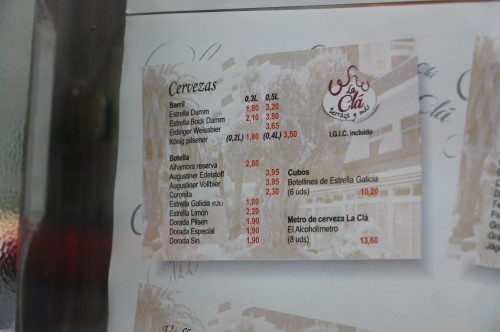 Cervezas
Barril 0,3L 0,5L
Estrella Damm 1,80 3,20
Estrella Bock Damm 2,10 3,80
Erdinger Weissbier 3,65
König pilsener (0,2L) 1,80 (0,4L) 3,50
Botella
Alhambra reserva 2,80
Augustiner Edelstoff 3,95
Augustiner Vollbier 3,95
Coronita 2,30
Estrella Galicia 1,80
Estrella Limón 2,20
Dorada Pilsen 1,90
Dorada Especial 1,90
Dorada Sin 1,90
La Clá
terraza y más
I.G.I.C. incluido
Cubos
Botellines de Estrella Galicia
(6 uds) 10,20
Metro de cerveza La Clá
El Alcoholímetro
(8 uds) 13,60
Clá